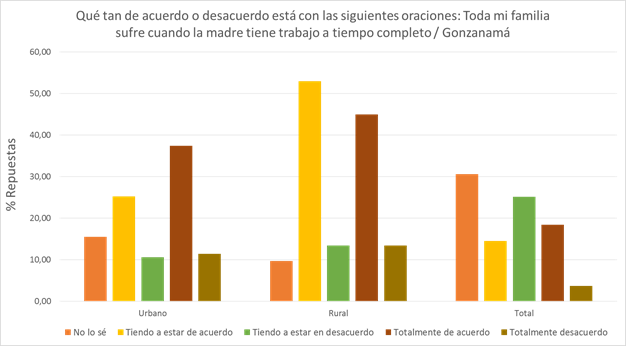 Qué tan de acuerdo o desacuerdo está con las siguientes oraciones: Toda mi familia
sufre cuando la madre tiene trabajo a tiempo completo / Gonzanamá
60,00
50,00
40,00
30,00
20,00
10,00
0,00
% Repuestas
Urbano Rural Total
No lo sé Tiendo a estar de acuerdo Tiendo a estar en desacuerdo Totalmente de acuerdo Totalmente desacuerdo